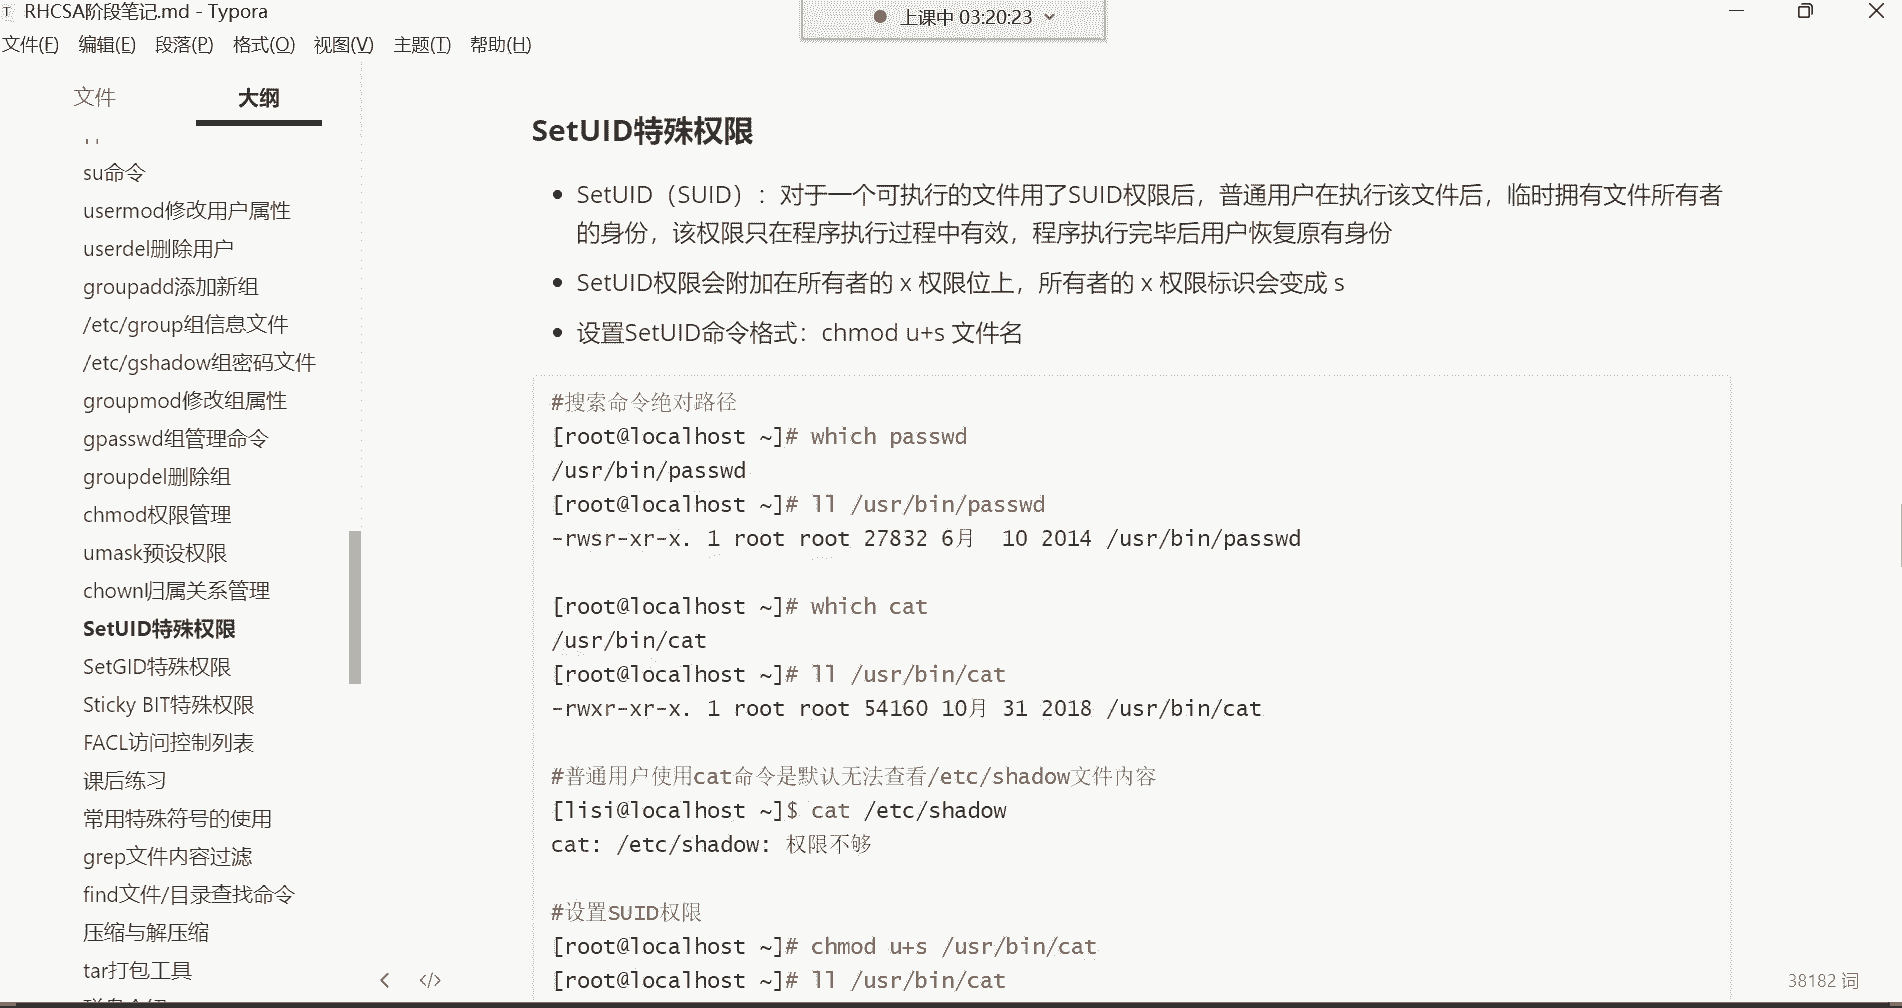 RHCSA阶段笔记.md - Typora
上课中 03:20:23
文件(F) 编辑(E) 段落(P) 格式(O) 视图(V) 主题(T) 帮助(H)
文件 大纲
su命令
usermod修改用户属性
userdel删除用户
groupadd添加新组
/etc/group组信息文件
/etc/gshadow组密码文件
groupmod修改组属性
gpasswd组管理命令
groupdel删除组
chmod权限管理
umask预设权限
chown归属关系管理
SetUID特殊权限
SetGID特殊权限
Sticky BIT特殊权限
FACL访问控制列表
课后练习
常用特殊符号的使用
grep文件内容过滤
find文件/目录查找命令
压缩与解压缩
tar打包工具
SetUID特殊权限
SetUID（SUID）：对于一个可执行的文件用了SUID权限后，普通用户在执行该文件后，临时拥有文件所有者
的身份，该权限只在程序执行过程中有效，程序执行完毕后用户恢复原有身份
SetUID权限会附加在所有者的 x 权限位上，所有者的 x 权限标识会变成 s
设置SetUID命令格式：chmod u+s 文件名
#搜索命令绝对路径
[root@localhost ~]# which passwd
/usr/bin/passwd
[root@localhost ~]# ll /usr/bin/passwd
-rwsr-xr-x. 1 root root 27832 6月  10 2014 /usr/bin/passwd
[root@localhost ~]# which cat
/usr/bin/cat
[root@localhost ~]# ll /usr/bin/cat
-rwxr-xr-x. 1 root root 54160 10月 31 2018 /usr/bin/cat
#普通用户使用cat命令是默认无法查看/etc/shadow文件内容
[lisi@localhost ~]$ cat /etc/shadow
cat: /etc/shadow: 权限不够
#设置SUID权限
[root@localhost ~]# chmod u+s /usr/bin/cat
[root@localhost ~]# ll /usr/bin/cat
38182 词